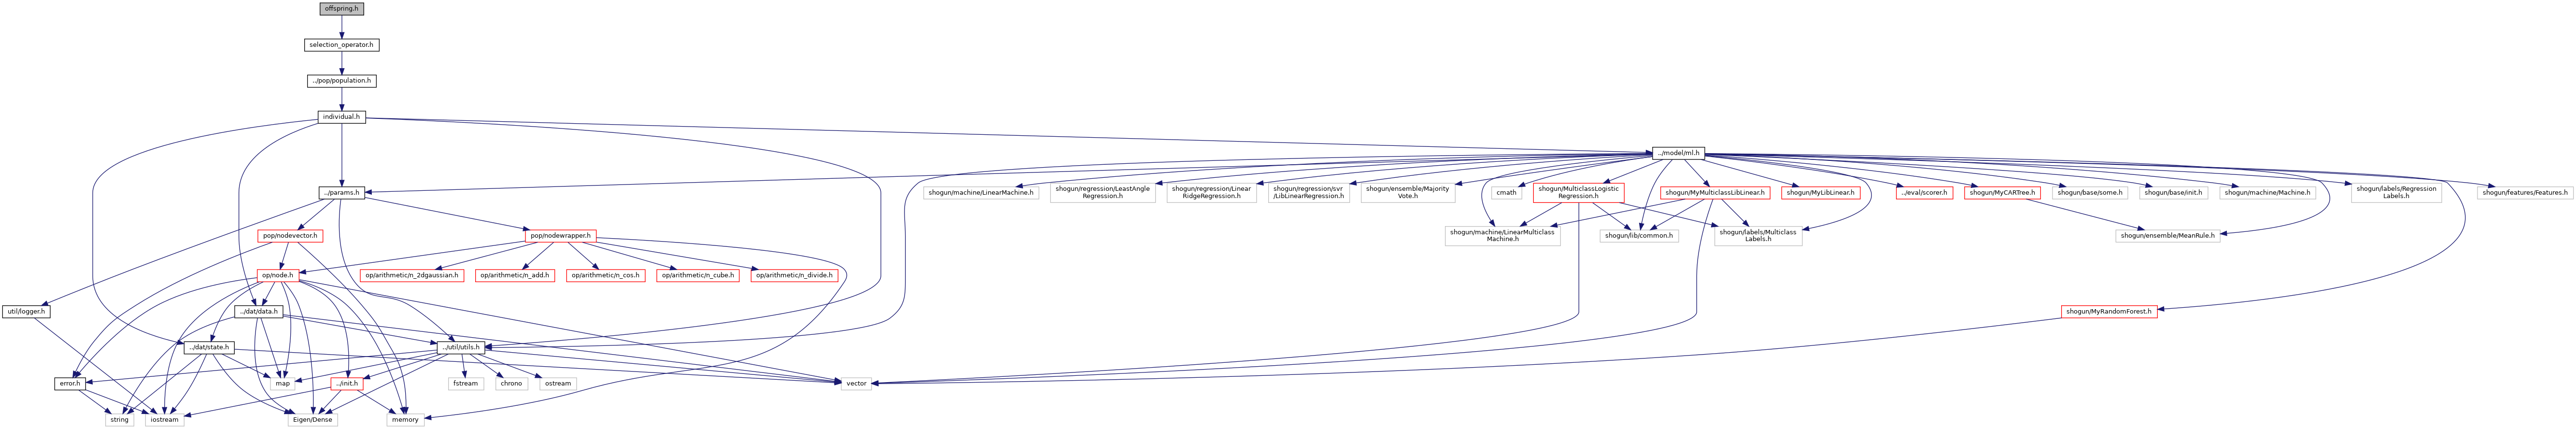 offspring.h
selection_operator.h
../pop/population.h
individual.h
../model/ml.h
../params.h
shogun/machine/LinearMachine.h
shogun/regression/LeastAngle
Regression.h
shogun/regression/Linear
RidgeRegression.h
shogun/regression/svr
/LibLinearRegression.h
shogun/ensemble/Majority
Vote.h
cmath
shogun/MulticlassLogistic
Regression.h
shogun/MyMulticlassLibLinear.h
shogun/MyLibLinear.h
../eval/scorer.h
shogun/MyCARTree.h
shogun/base/some.h
shogun/base/init.h
shogun/machine/Machine.h
shogun/labels/Regression
Labels.h
shogun/features/Features.h
pop/nodevector.h
pop/nodewrapper.h
shogun/machine/LinearMulticlass
Machine.h
shogun/lib/common.h
shogun/labels/Multiclass
Labels.h
shogun/ensemble/MeanRule.h
op/node.h
op/arithmetic/n_2dgaussian.h
op/arithmetic/n_add.h
op/arithmetic/n_cos.h
op/arithmetic/n_cube.h
op/arithmetic/n_divide.h
util/logger.h
../dat/data.h
shogun/MyRandomForest.h
../dat/state.h
../util/utils.h
error.h
map
../init.h
fstream
chrono
ostream
vector
string
iostream
Eigen/Dense
memory